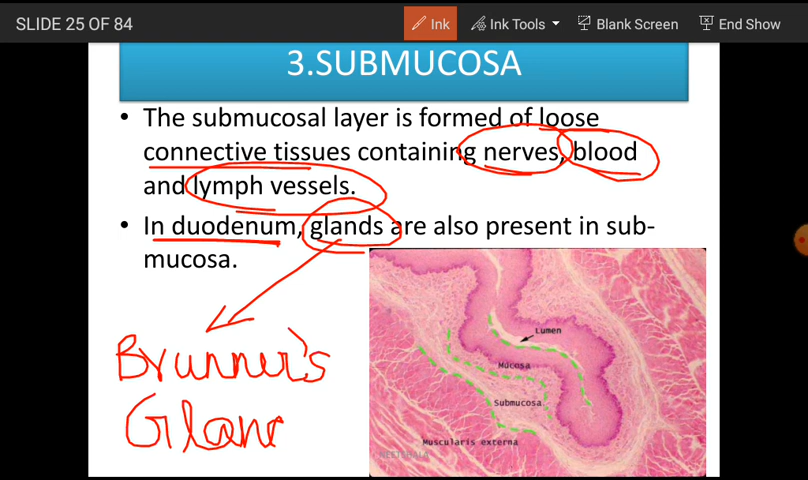 SLIDE 25 OF 84
Ink
Ink Tools
Blank Screen
End Show
3.SUBMUCOSA
• The submucosal layer is formed of loose
connective tissues containing nerves, blood
and lymph vessels.
• In duodenum, glands are also present in sub-
mucosa.
Brunner's
Glan
Lumen
Mucosa
Submucosa
Muscularis externa
NEETPHALA